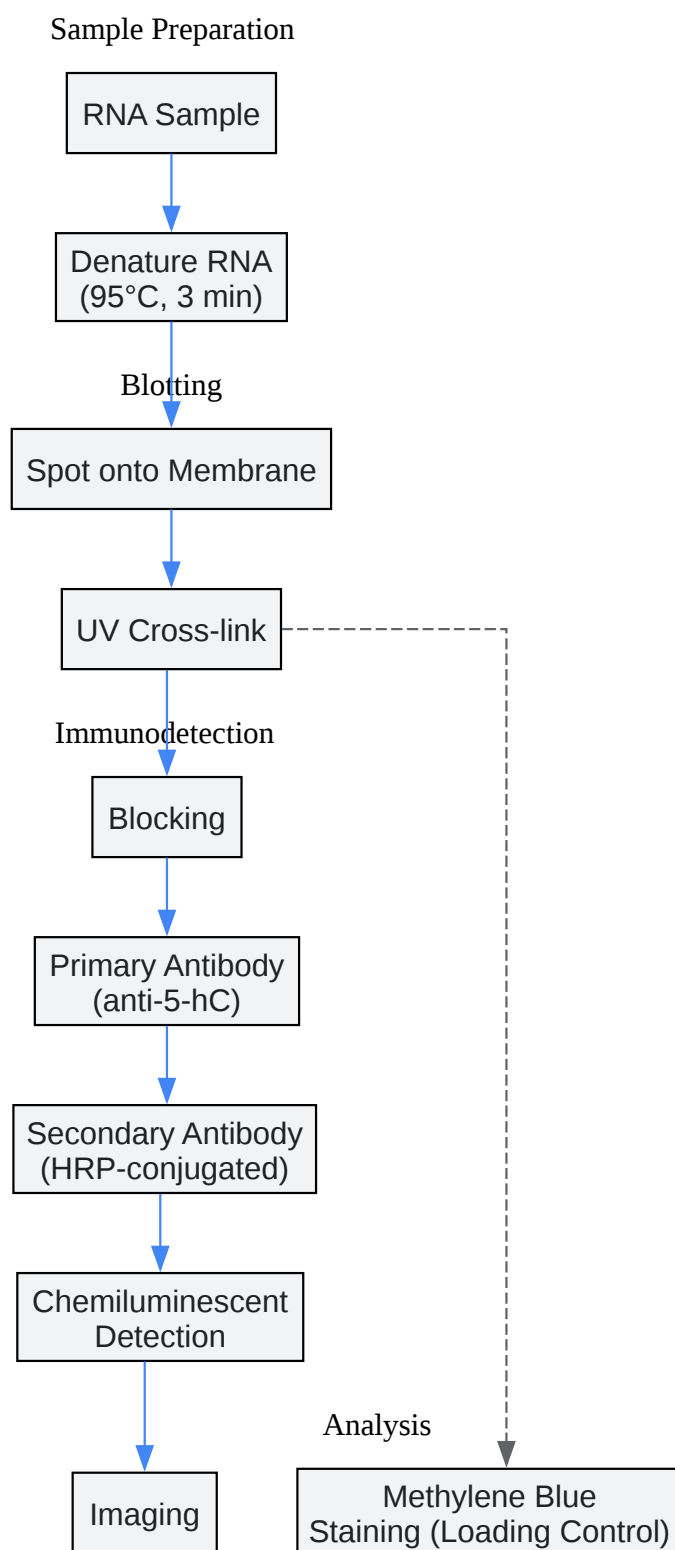 Sample Preparation
RNA Sample
Denature RNA
(95°C, 3 min)
Blotting
Spot onto Membrane
UV Cross-link
Immunodetection
Blocking
Primary Antibody
(anti-5-hC)
Secondary Antibody
(HRP-conjugated)
Chemiluminescent
Detection
Analysis
Imaging
Methylene Blue
Staining (Loading Control)